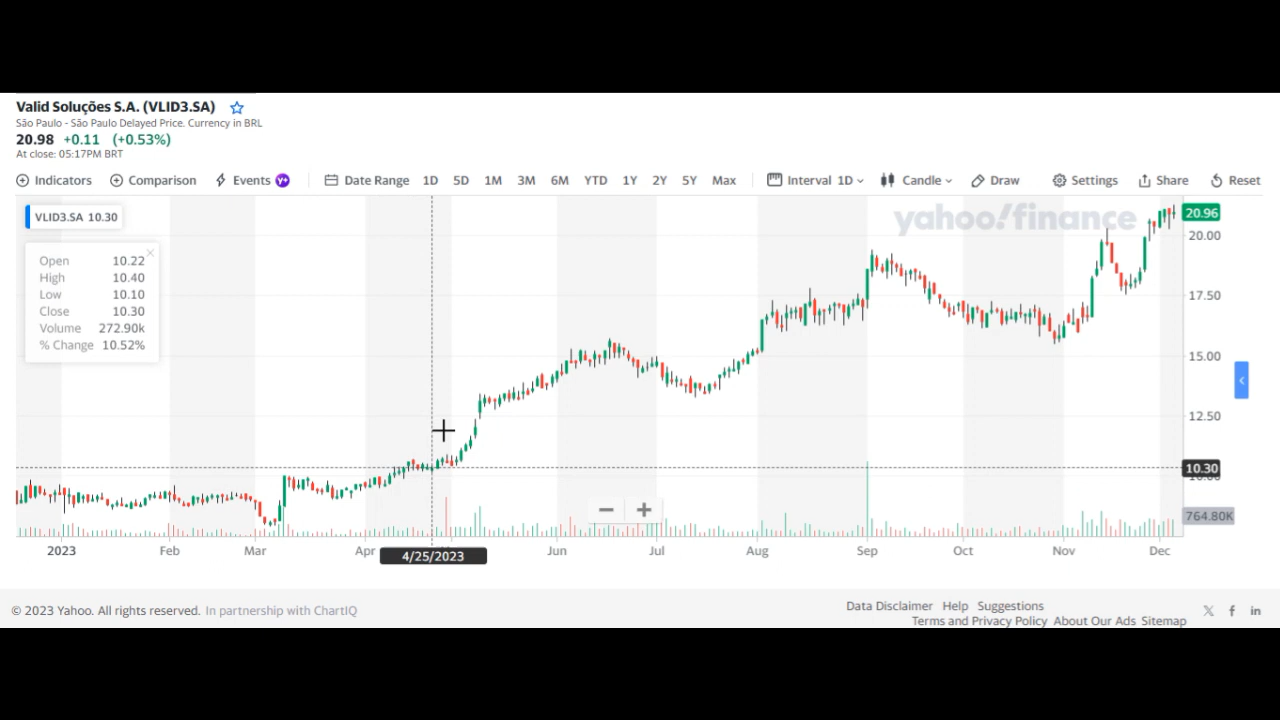 Valid Soluções S.A. (VLID3.SA)
São Paulo - São Paulo Delayed Price. Currency in BRL
20.98 +0.11 (+0.53%)
At close: 05:17PM BRT
Indicators Comparison Events Y+ Date Range 1D 5D 1M 3M 6M YTD 1Y 2Y 5Y Max Interval 1D Candle Draw Settings Share Reset
VLID3.SA 10.30
yahoo!finance
20.96
20.00
Open 10.22
High 10.40
Low 10.10
Close 10.30
Volume 272.90k
% Change 10.52%
17.50
15.00
12.50
10.30
10.00
764.80K
2023 Feb Mar Apr 4/25/2023 Jun Jul Aug Sep Oct Nov Dec
© 2023 Yahoo. All rights reserved. In partnership with ChartIQ
Data Disclaimer Help Suggestions
Terms and Privacy Policy About Our Ads Sitemap